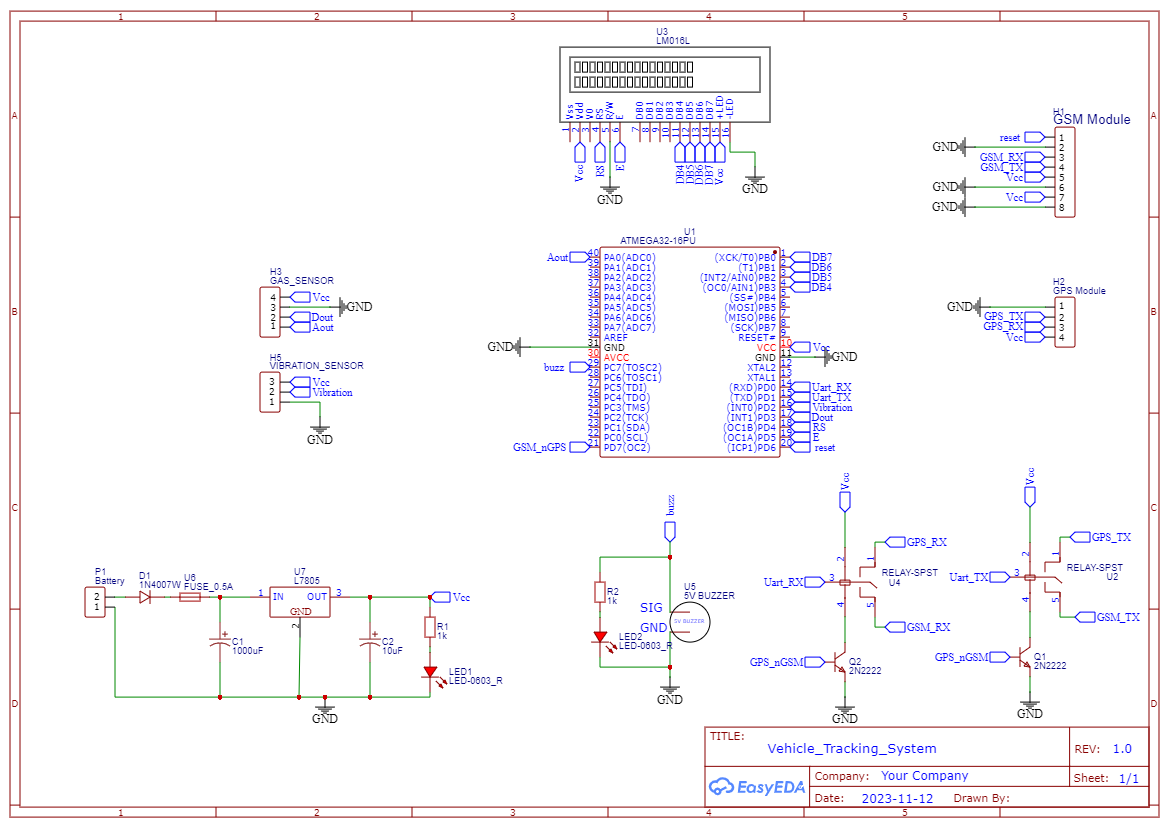 1 2 3 4 5
A
B
C
D
U3
LM016L
Vss Vdd V0 RS R/W E DB0 DB1 DB2 DB3 DB4 DB5 DB6 DB7 +LED -LED
1 2 3 4 5 6 7 8 9 10 11 12 13 14 15 16
Vcc RS E DB4 DB5 DB6 DB7 Vcc
GND
GND
H1
GSM Module
reset 1
GND 2
GSM_RX 3
GSM_TX 4
Vcc 5
GND 6
Vcc 7
GND 8
U1
ATMEGA32-16PU
Aout 40 PA0(ADC0) (XCK/T0)PB0 1 DB7
39 PA1(ADC1) (T1)PB1 2 DB6
38 PA2(ADC2) (INT2/AIN0)PB2 3 DB5
37 PA3(ADC3) (OC0/AIN1)PB3 4 DB4
36 PA4(ADC4) (SS#)PB4 5
35 PA5(ADC5) (MOSI)PB5 6
34 PA6(ADC6) (MISO)PB6 7
33 PA7(ADC7) (SCK)PB7 8
32 AREF RESET# 9
GND 31 GND VCC 10 Vcc
30 AVCC GND 11 GND
buzz 29 PC7(TOSC2) XTAL2 12
28 PC6(TOSC1) XTAL1 13
27 PC5(TDI) (RXD)PD0 14 Uart_RX
26 PC4(TDO) (TXD)PD1 15 Uart_TX
25 PC3(TMS) (INT0)PD2 16 Vibration
24 PC2(TCK) (INT1)PD3 17 Dout
23 PC1(SDA) (OC1B)PD4 18 RS
22 PC0(SCL) (OC1A)PD5 19 E
GSM_nGPS 21 PD7(OC2) (ICP1)PD6 20 reset
H3
GAS_SENSOR
4 Vcc
3 GND
2 Dout
1 Aout
H5
VIBRATION_SENSOR
3 Vcc
2 Vibration
1
GND
H2
GPS Module
GND 1
GPS_TX 2
GPS_RX 3
Vcc 4
P1
Battery
2
1
D1
1N4007W
U6
FUSE_0.5A
U7
L7805
1 IN OUT 3
GND
2
Vcc
C1
1000uF
C2
10uF
R1
1k
LED1
LED-0603_R
GND
buzz
R2
1k
LED2
LED-0603_R
U5
5V BUZZER
SIG
GND
5V BUZZER
GND
Vcc
GPS_RX
2 1
Uart_RX 3
RELAY-SPST
U4
4 5
GSM_RX
GPS_nGSM
Q2
2N2222
GND
Vcc
GPS_TX
2 1
Uart_TX 3
RELAY-SPST
U2
4 5
GSM_TX
GPS_nGSM
Q1
2N2222
GND
TITLE:
Vehicle_Tracking_System
REV: 1.0
EasyEDA
Company: Your Company
Sheet: 1/1
Date: 2023-11-12 Drawn By:
1 2 3 4 5
A
B
C
D